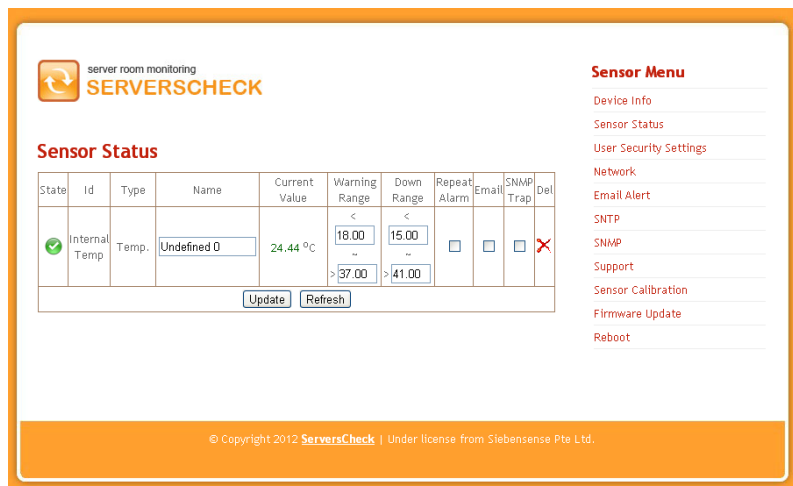 server room monitoring
SERVERSCHECK
Sensor Status
State Id Type Name Current Value Warning Range Down Range Repeat Alarm Email SNMP Trap Del
Internal Temp Temp. Undefined 0 24.44 °C < 18.00 ~ > 37.00 < 15.00 ~ > 41.00
Update Refresh
Sensor Menu
Device Info
Sensor Status
User Security Settings
Network
Email Alert
SNTP
SNMP
Support
Sensor Calibration
Firmware Update
Reboot
© Copyright 2012 ServersCheck | Under license from Siebensense Pte Ltd.